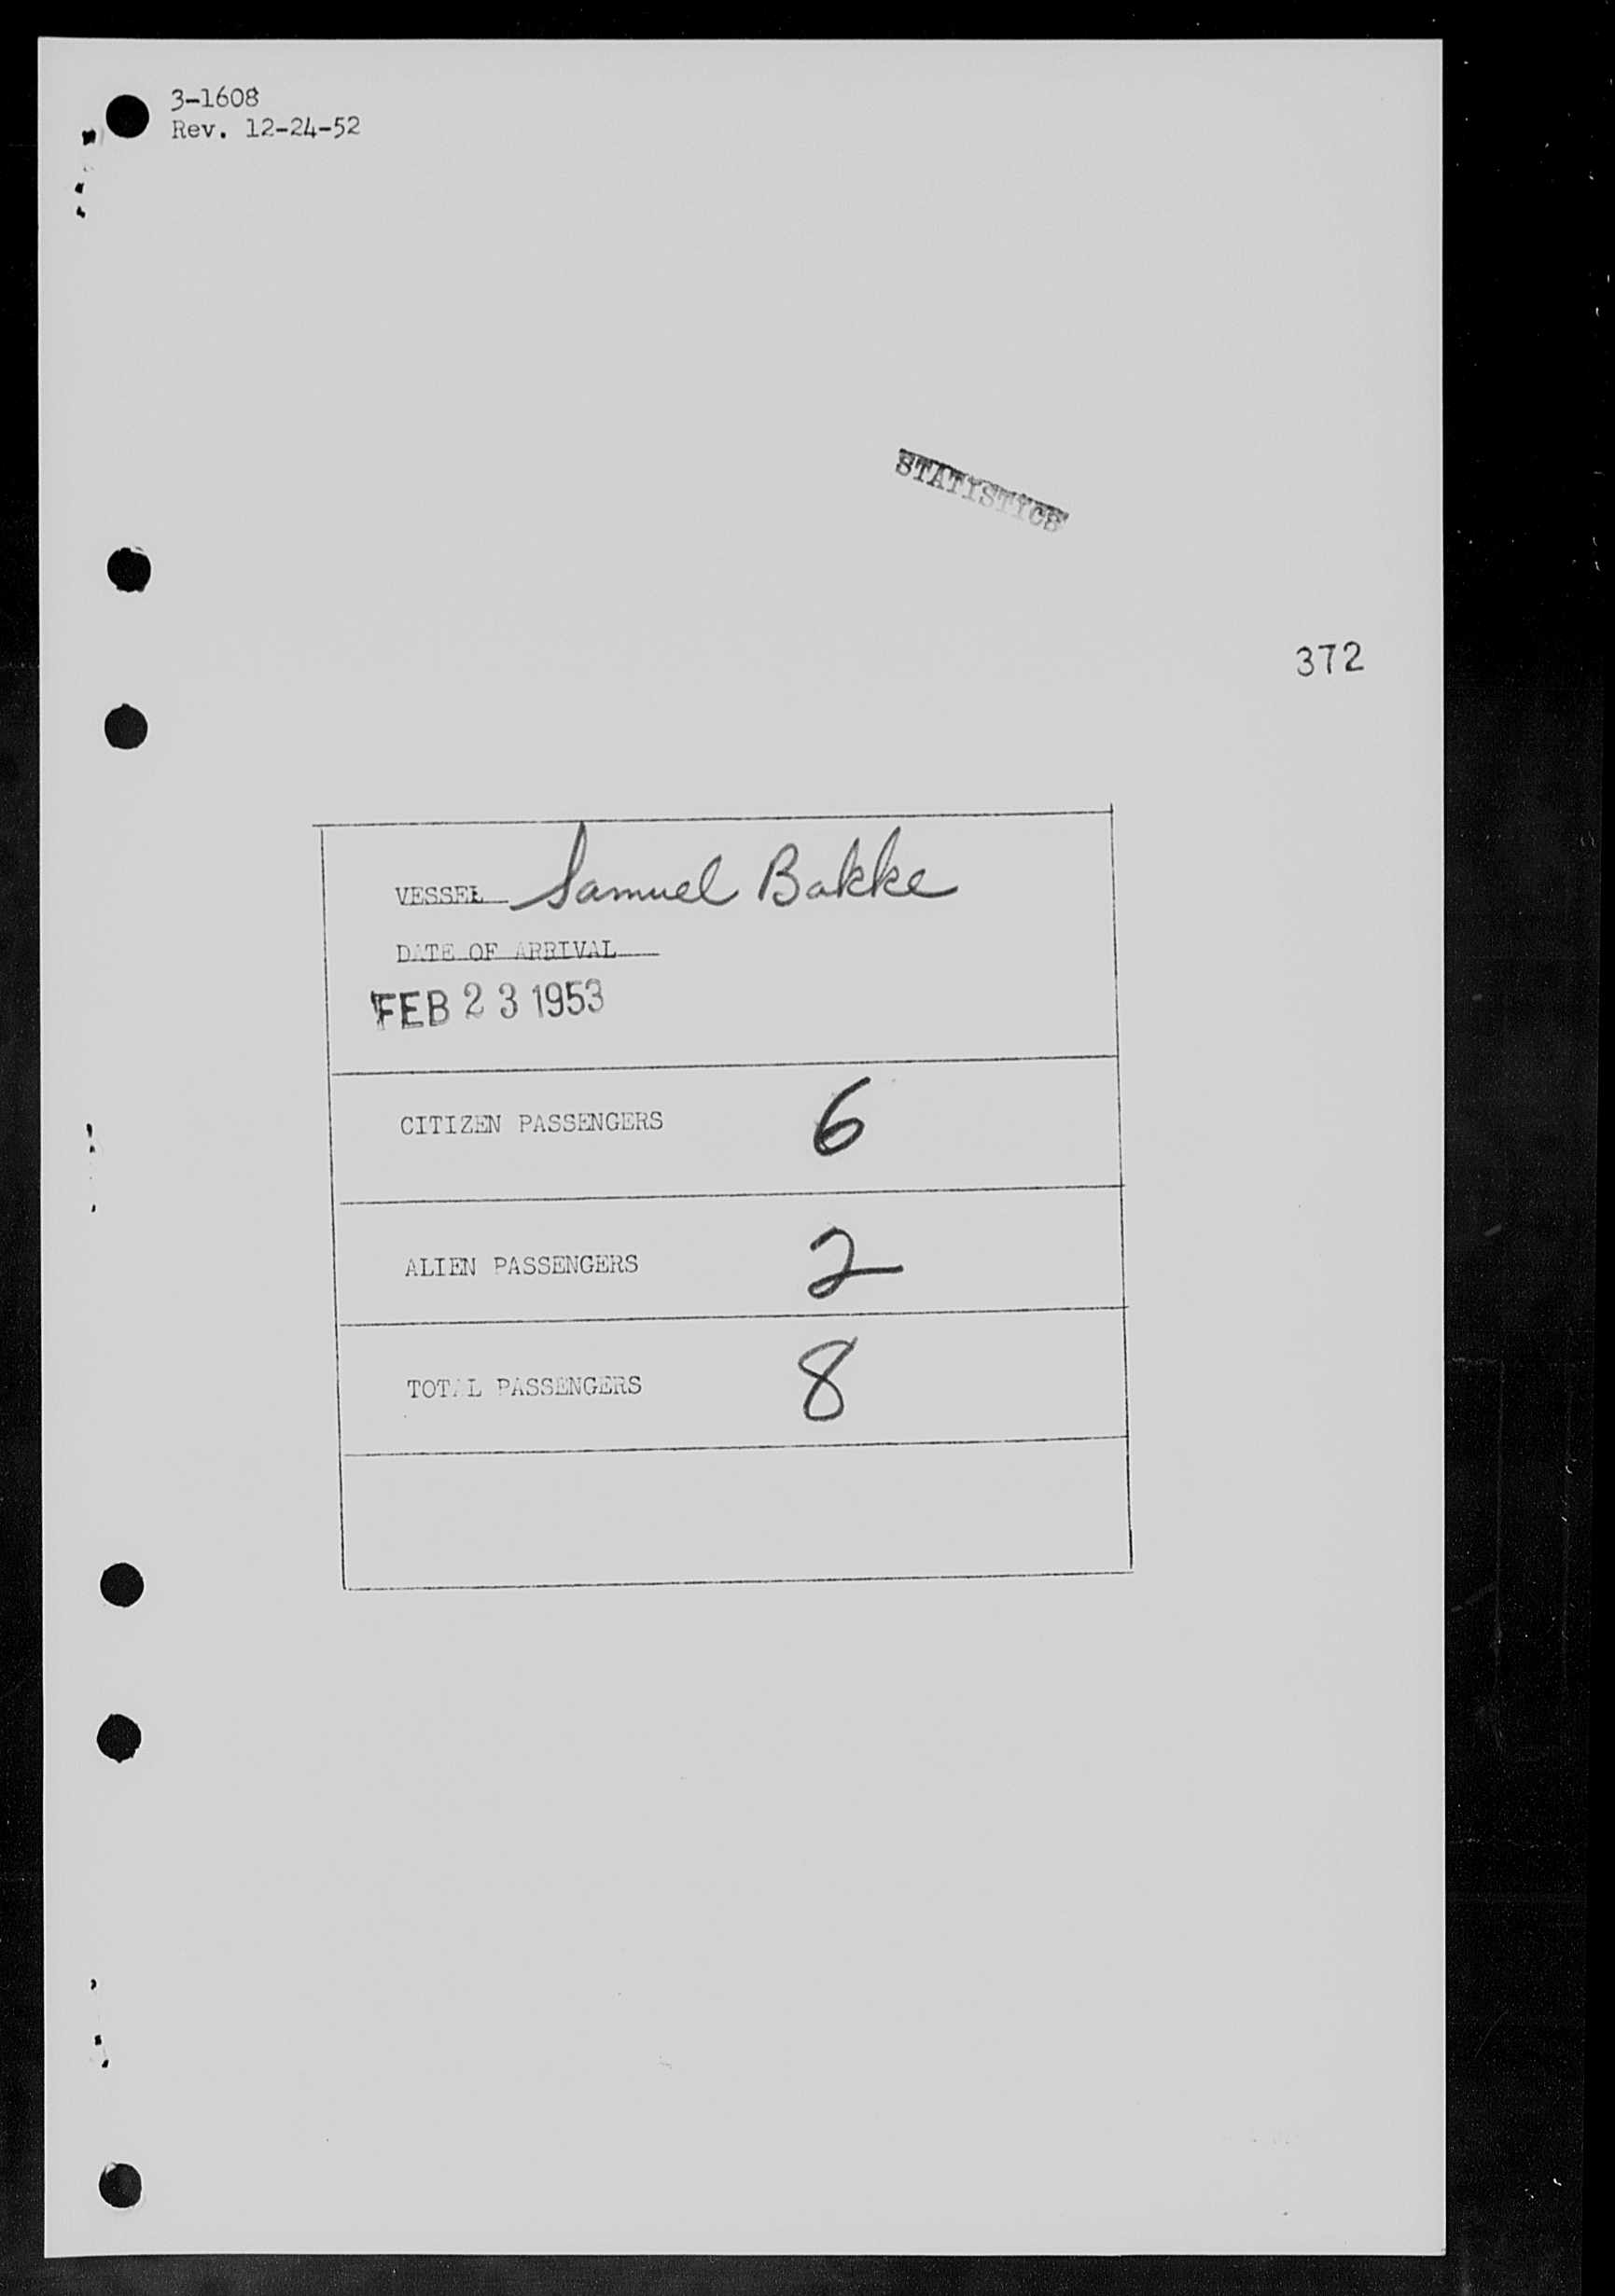 3-1608
Rev. 12-24-52
STATISTICS
372
VESSEL Samuel Bakke
DATE OF ARRIVAL
FEB 23 1953
CITIZEN PASSENGERS 6
ALIEN PASSENGERS 2
TOTAL PASSENGERS 8